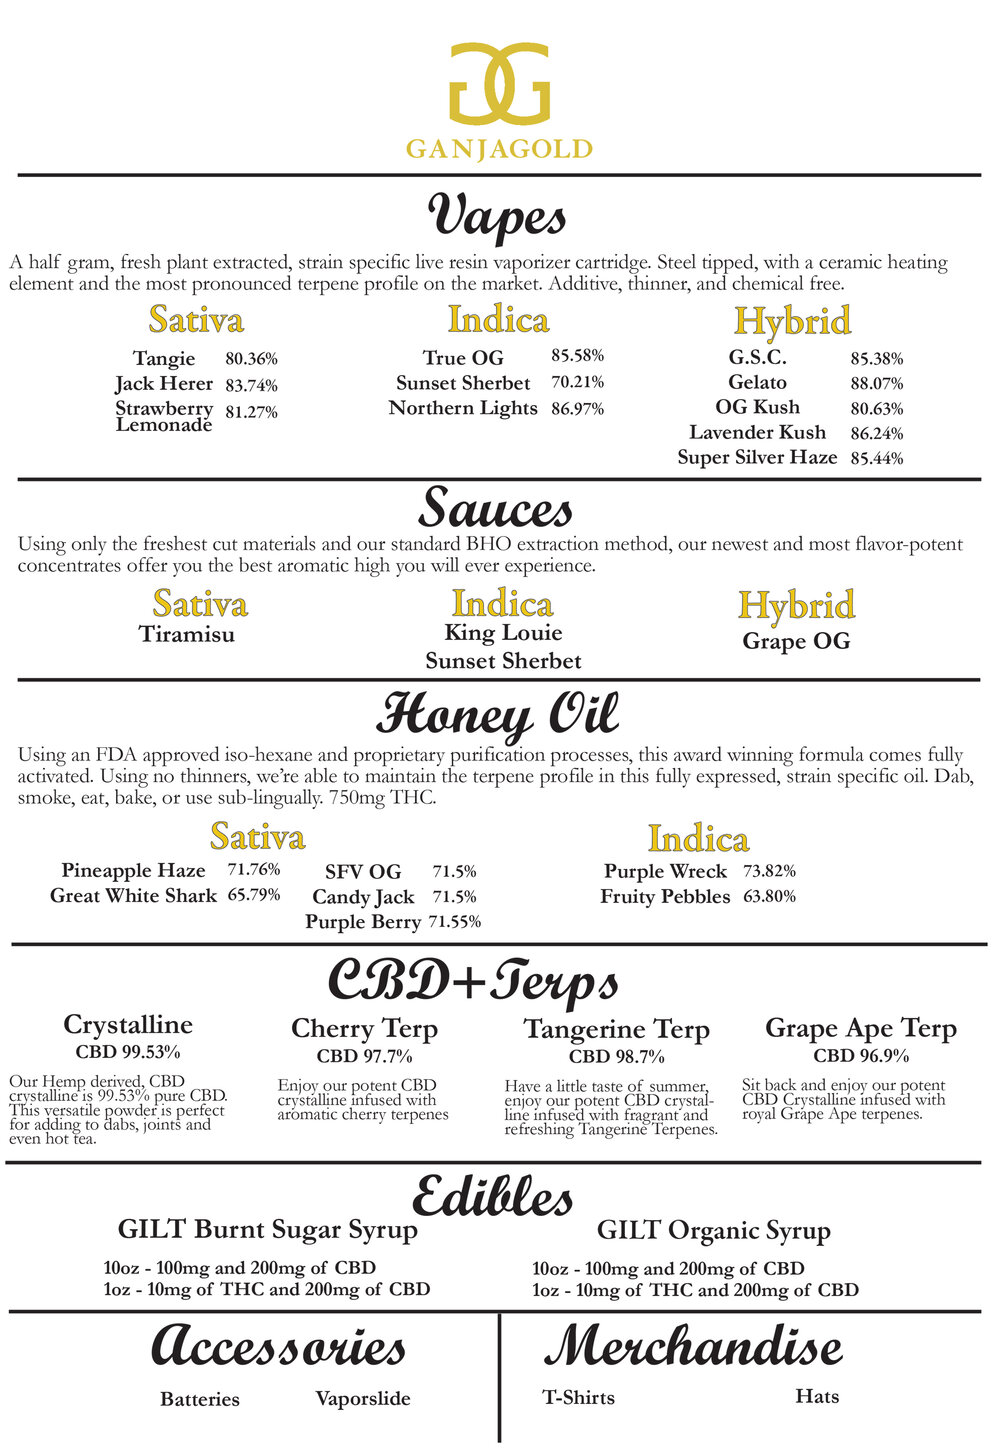 GG
GANJAGOLD
Vapes
A half gram, fresh plant extracted, strain specific live resin vaporizer cartridge. Steel tipped, with a ceramic heating
element and the most pronounced terpene profile on the market. Additive, thinner, and chemical free.
Sativa
Tangie 80.36%
Jack Herer 83.74%
Strawberry
Lemonade 81.27%
Indica
True OG 85.58%
Sunset Sherbet 70.21%
Northern Lights 86.97%
Hybrid
G.S.C. 85.38%
Gelato 88.07%
OG Kush 80.63%
Lavender Kush 86.24%
Super Silver Haze 85.44%
Sauces
Using only the freshest cut materials and our standard BHO extraction method, our newest and most flavor-potent
concentrates offer you the best aromatic high you will ever experience.
Sativa
Tiramisu
Indica
King Louie
Sunset Sherbet
Hybrid
Grape OG
Honey Oil
Using an FDA approved iso-hexane and proprietary purification processes, this award winning formula comes fully
activated. Using no thinners, we're able to maintain the terpene profile in this fully expressed, strain specific oil. Dab,
smoke, eat, bake, or use sub-lingually. 750mg THC.
Sativa
Pineapple Haze 71.76%
Great White Shark 65.79%
SFV OG 71.5%
Candy Jack 71.5%
Purple Berry 71.55%
Indica
Purple Wreck 73.82%
Fruity Pebbles 63.80%
CBD+Terps
Crystalline
CBD 99.53%
Our Hemp derived, CBD
crystalline is 99.53% pure CBD.
This versatile powder is perfect
for adding to dabs, joints and
even hot tea.
Cherry Terp
CBD 97.7%
Enjoy our potent CBD
crystalline infused with
aromatic cherry terpenes
Tangerine Terp
CBD 98.7%
Have a little taste of summer,
enjoy our potent CBD crystal-
line infused with fragrant and
refreshing Tangerine Terpenes.
Grape Ape Terp
CBD 96.9%
Sit back and enjoy our potent
CBD Crystalline infused with
royal Grape Ape terpenes.
Edibles
GILT Burnt Sugar Syrup
10oz - 100mg and 200mg of CBD
1oz - 10mg of THC and 200mg of CBD
GILT Organic Syrup
10oz - 100mg and 200mg of CBD
1oz - 10mg of THC and 200mg of CBD
Accessories
Batteries Vaporslide
Merchandise
T-Shirts Hats